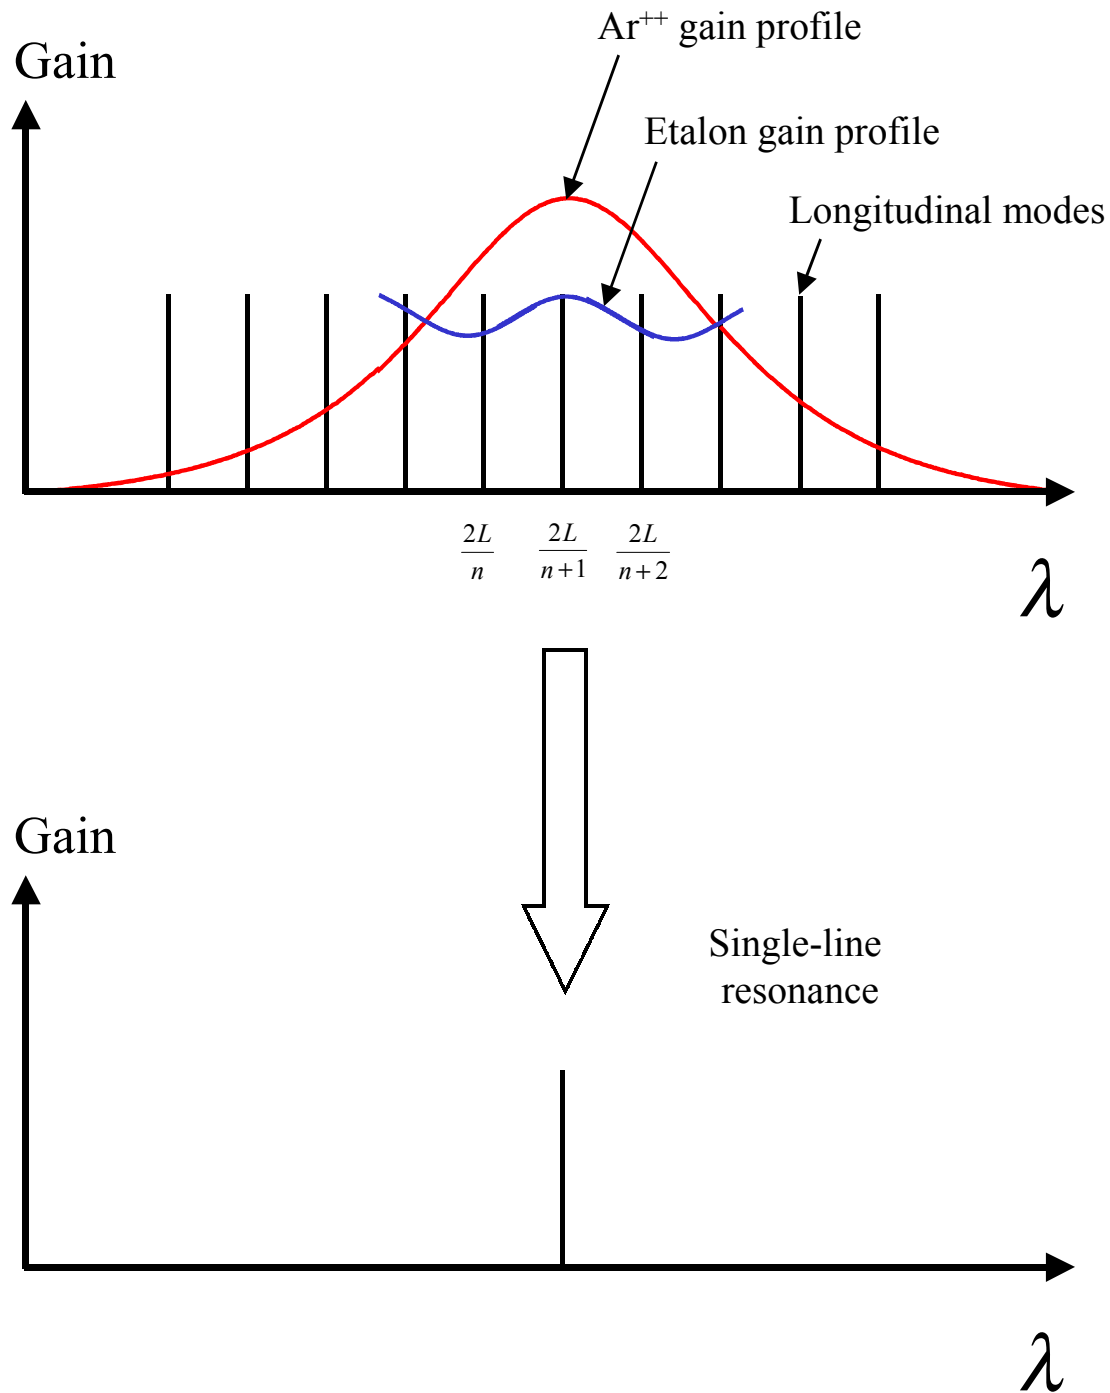 Ar++ gain profile
Gain
Etalon gain profile
Longitudinal modes
2L/n 2L/n+1 2L/n+2
λ
Gain
Single-line
resonance
λ